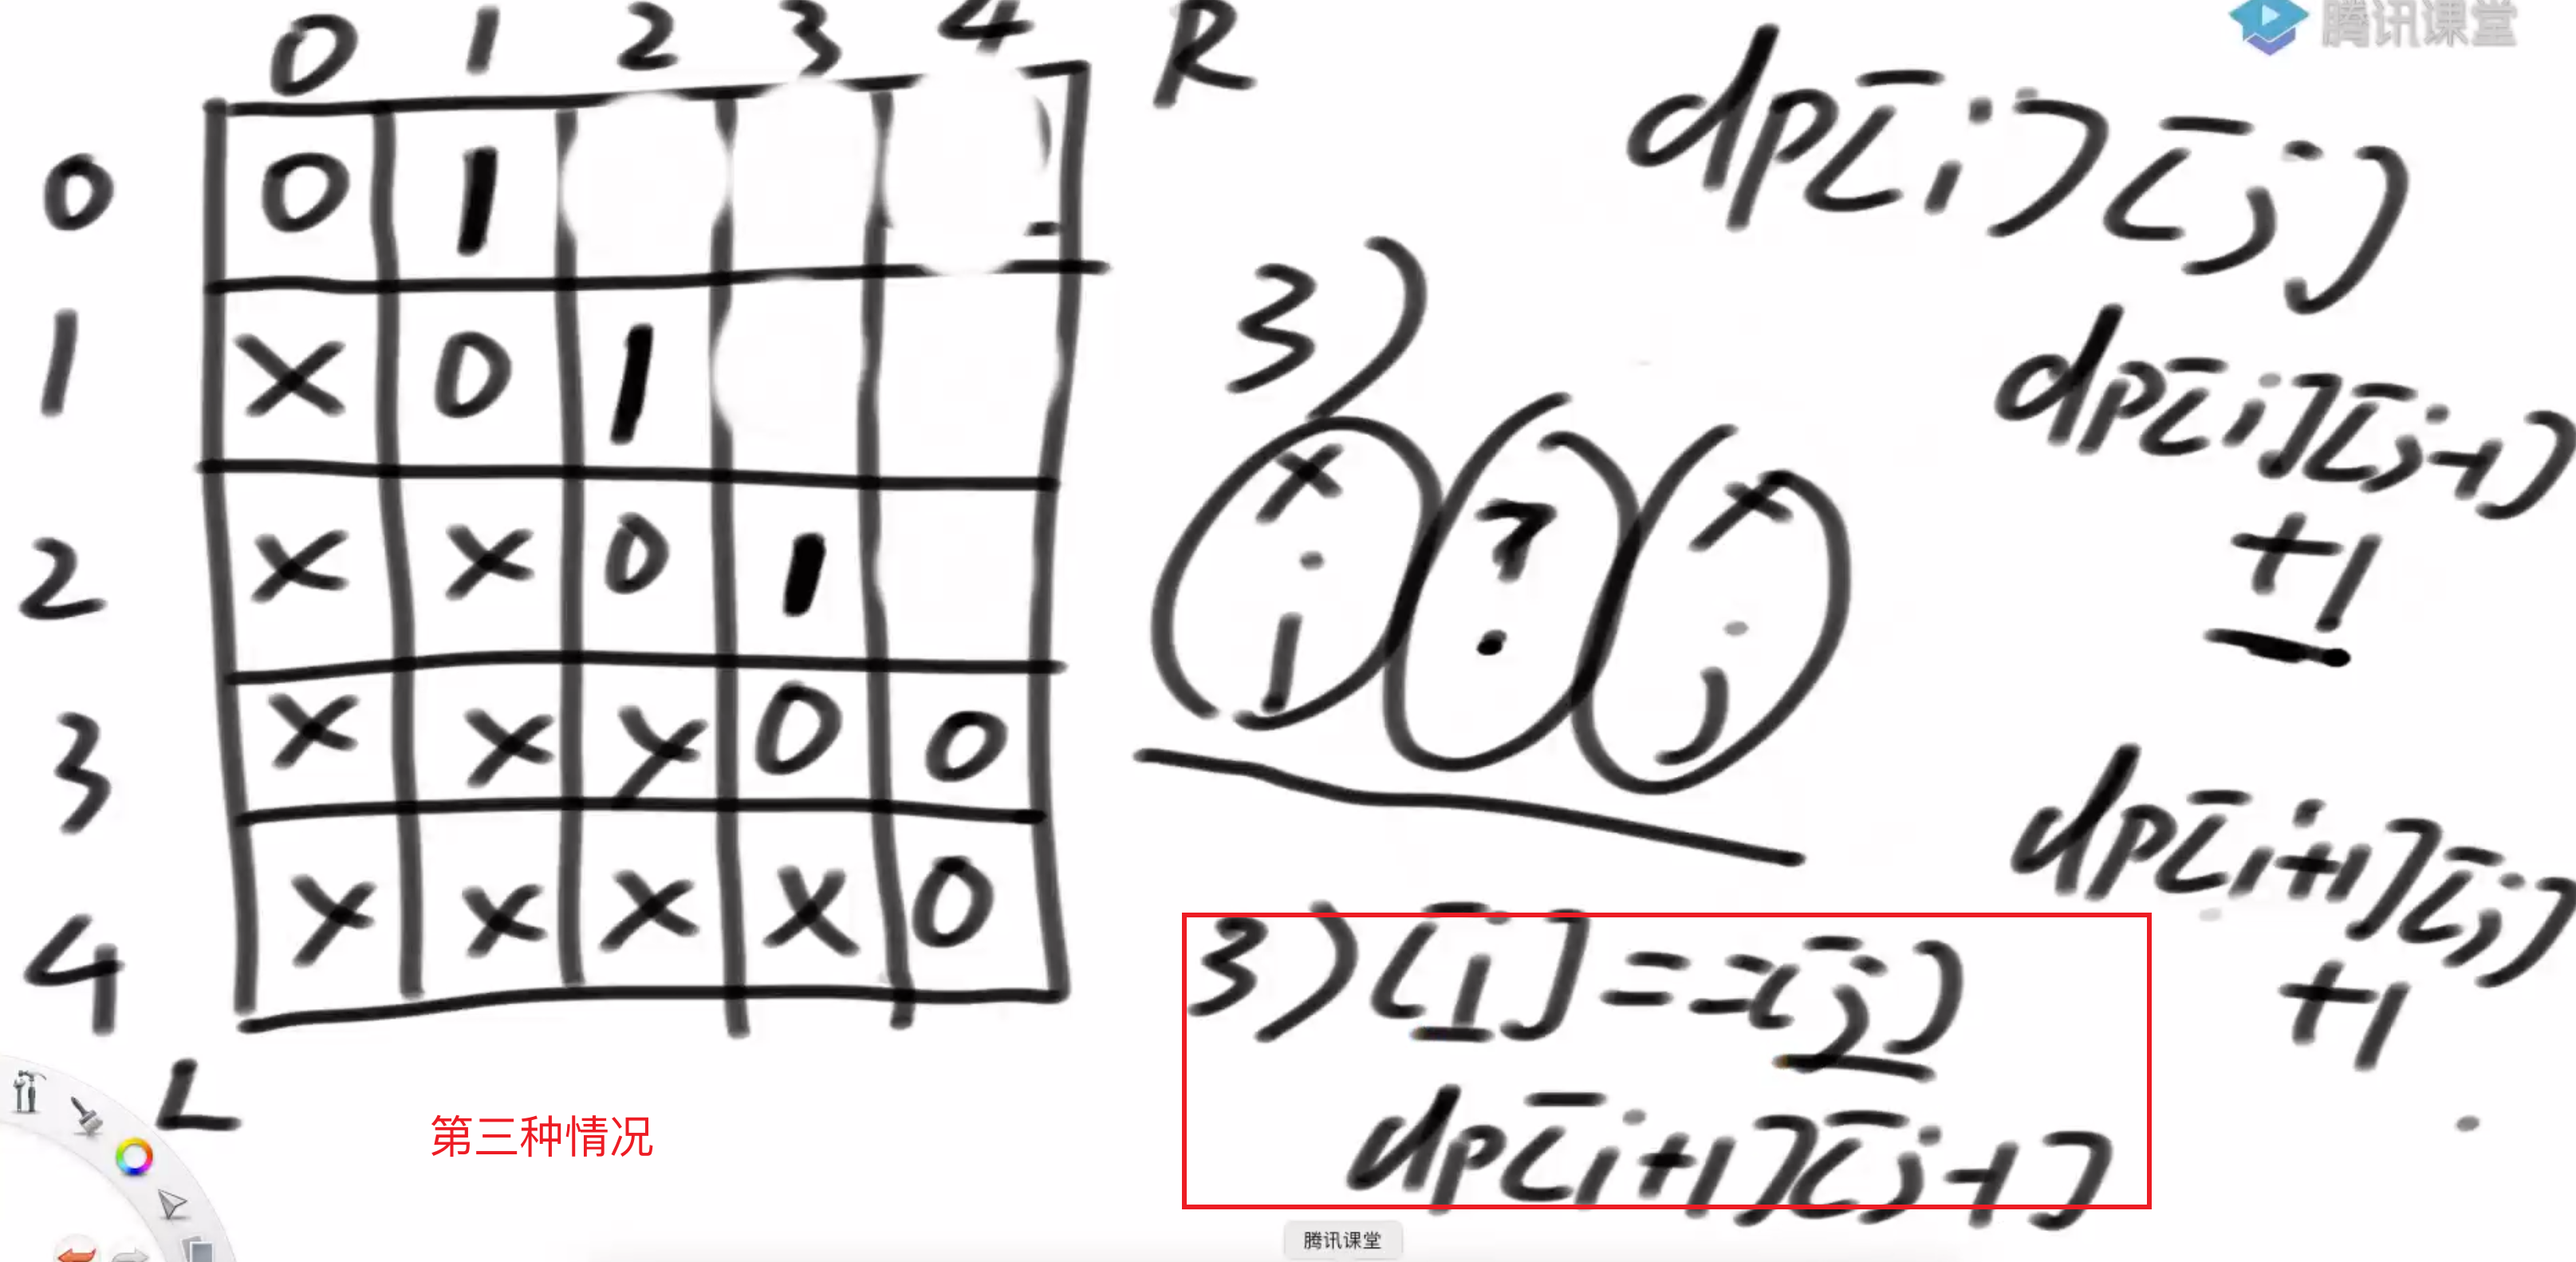 腾讯课堂
0 1 2 3 4 R
0 0 1
1 X 0 1
2 X X 0 1
3 X X X 0 0
4 X X X X 0
L
dp[i][j]
dp[i][j-1]
+1
3)
X ? X
i . j
dp[i+1][j]
+1
3) [i]==[j]
dp[i+1][j-1]
第三种情况
腾讯课堂